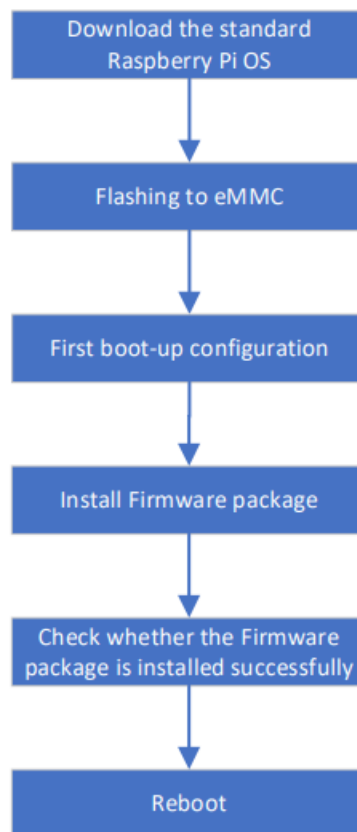 Download the standard
Raspberry Pi OS
Flashing to eMMC
First boot-up configuration
Install Firmware package
Check whether the Firmware
package is installed successfully
Reboot